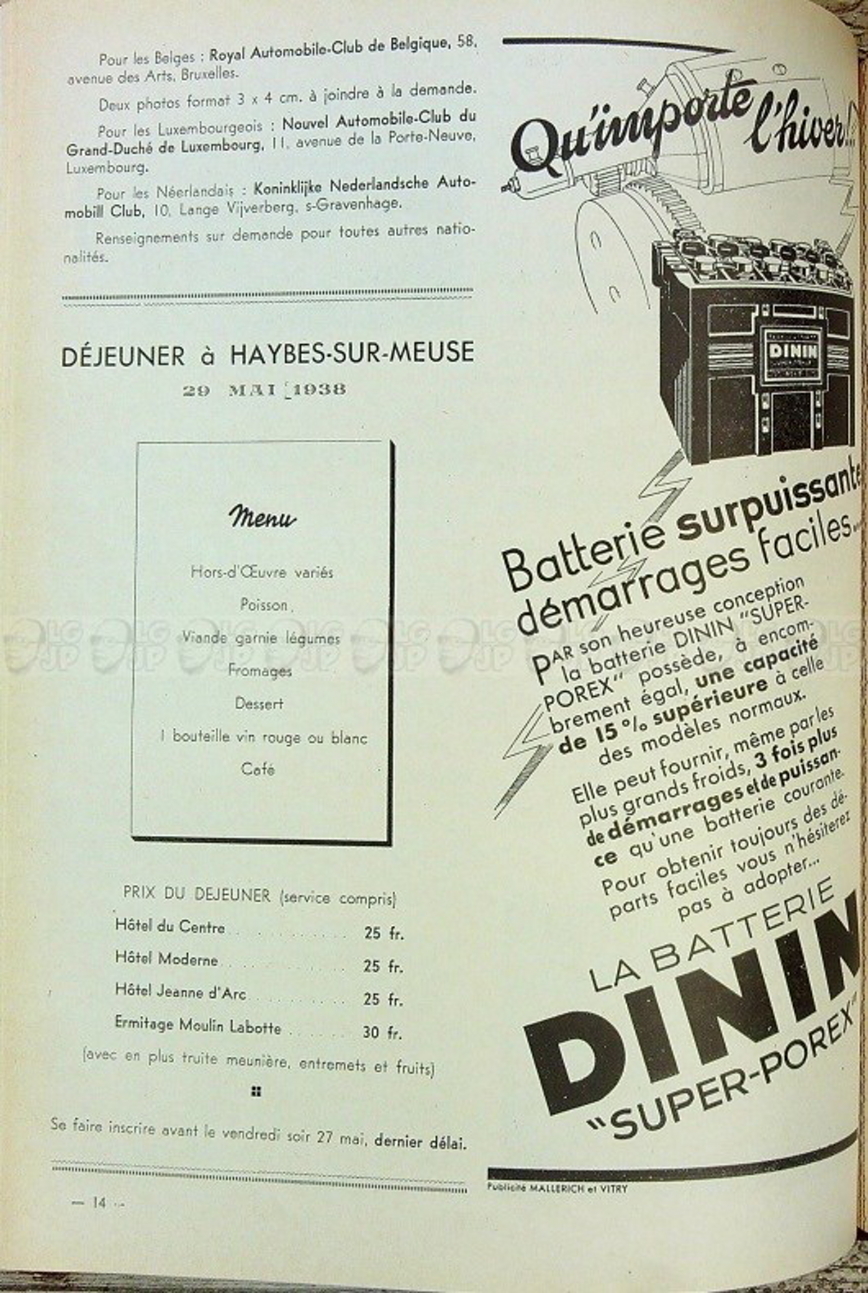 Pour les Belges : Royal Automobile-Club de Belgique, 58,
avenue des Arts, Bruxelles.
Deux photos format 3 x 4 cm. à joindre à la demande.
Pour les Luxembourgeois : Nouvel Automobile-Club du
Grand-Duché de Luxembourg, 11, avenue de la Porte-Neuve,
Luxembourg.
Pour les Néerlandais : Koninklijke Nederlandsche Auto-
mobill Club, 10, Lange Vijverberg, s-Gravenhage.
Renseignements sur demande pour toutes autres natio-
nalités.
DÉJEUNER à HAYBES-SUR-MEUSE
29 MAI 1938
Menu
Hors-d'Œuvre variés
Poisson
Viande garnie légumes
Fromages
Dessert
1 bouteille vin rouge ou blanc
Café
PRIX DU DEJEUNER (service compris)
Hôtel du Centre . . . . . . . . . . 25 fr.
Hôtel Moderne . . . . . . . . . . 25 fr.
Hôtel Jeanne d'Arc . . . . . . . . 25 fr.
Ermitage Moulin Labotte . . . . . . 30 fr.
(avec en plus truite meunière, entremets et fruits)
Se faire inscrire avant le vendredi soir 27 mai, dernier délai.
— 14 —
Qu'importe l'hiver!..
DININ
Batterie surpuissante
démarrages faciles...
PAR son heureuse conception
la batterie DININ "SUPER-
POREX" possède, à encom-
brement égal, une capacité
de 15 % supérieure à celle
des modèles normaux.
Elle peut fournir, même par les
plus grands froids, 3 fois plus
de démarrages et de puissan-
ce qu'une batterie courante.
Pour obtenir toujours des dé-
parts faciles vous n'hésiterez
pas à adopter...
LA BATTERIE
DININ
"SUPER-POREX"
Publicité MALLERICH et VITRY
LG
JP